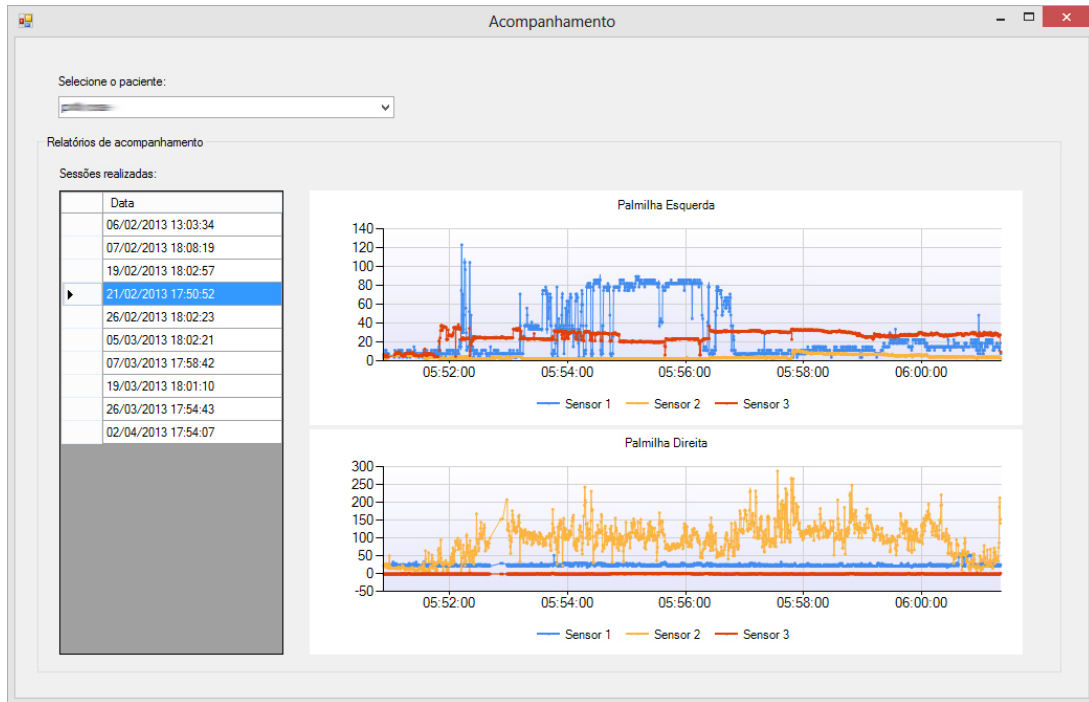 Acompanhamento
Selecione o paciente:
Relatórios de acompanhamento
Sessões realizadas:
Data
06/02/2013 13:03:34
07/02/2013 18:08:19
19/02/2013 18:02:57
21/02/2013 17:50:52
26/02/2013 18:02:23
05/03/2013 18:02:21
07/03/2013 17:58:42
19/03/2013 18:01:10
26/03/2013 17:54:43
02/04/2013 17:54:07
Palmilha Esquerda
140
120
100
80
60
40
20
0
05:52:00 05:54:00 05:56:00 05:58:00 06:00:00
Sensor 1 Sensor 2 Sensor 3
Palmilha Direita
300
250
200
150
100
50
0
-50
05:52:00 05:54:00 05:56:00 05:58:00 06:00:00
Sensor 1 Sensor 2 Sensor 3